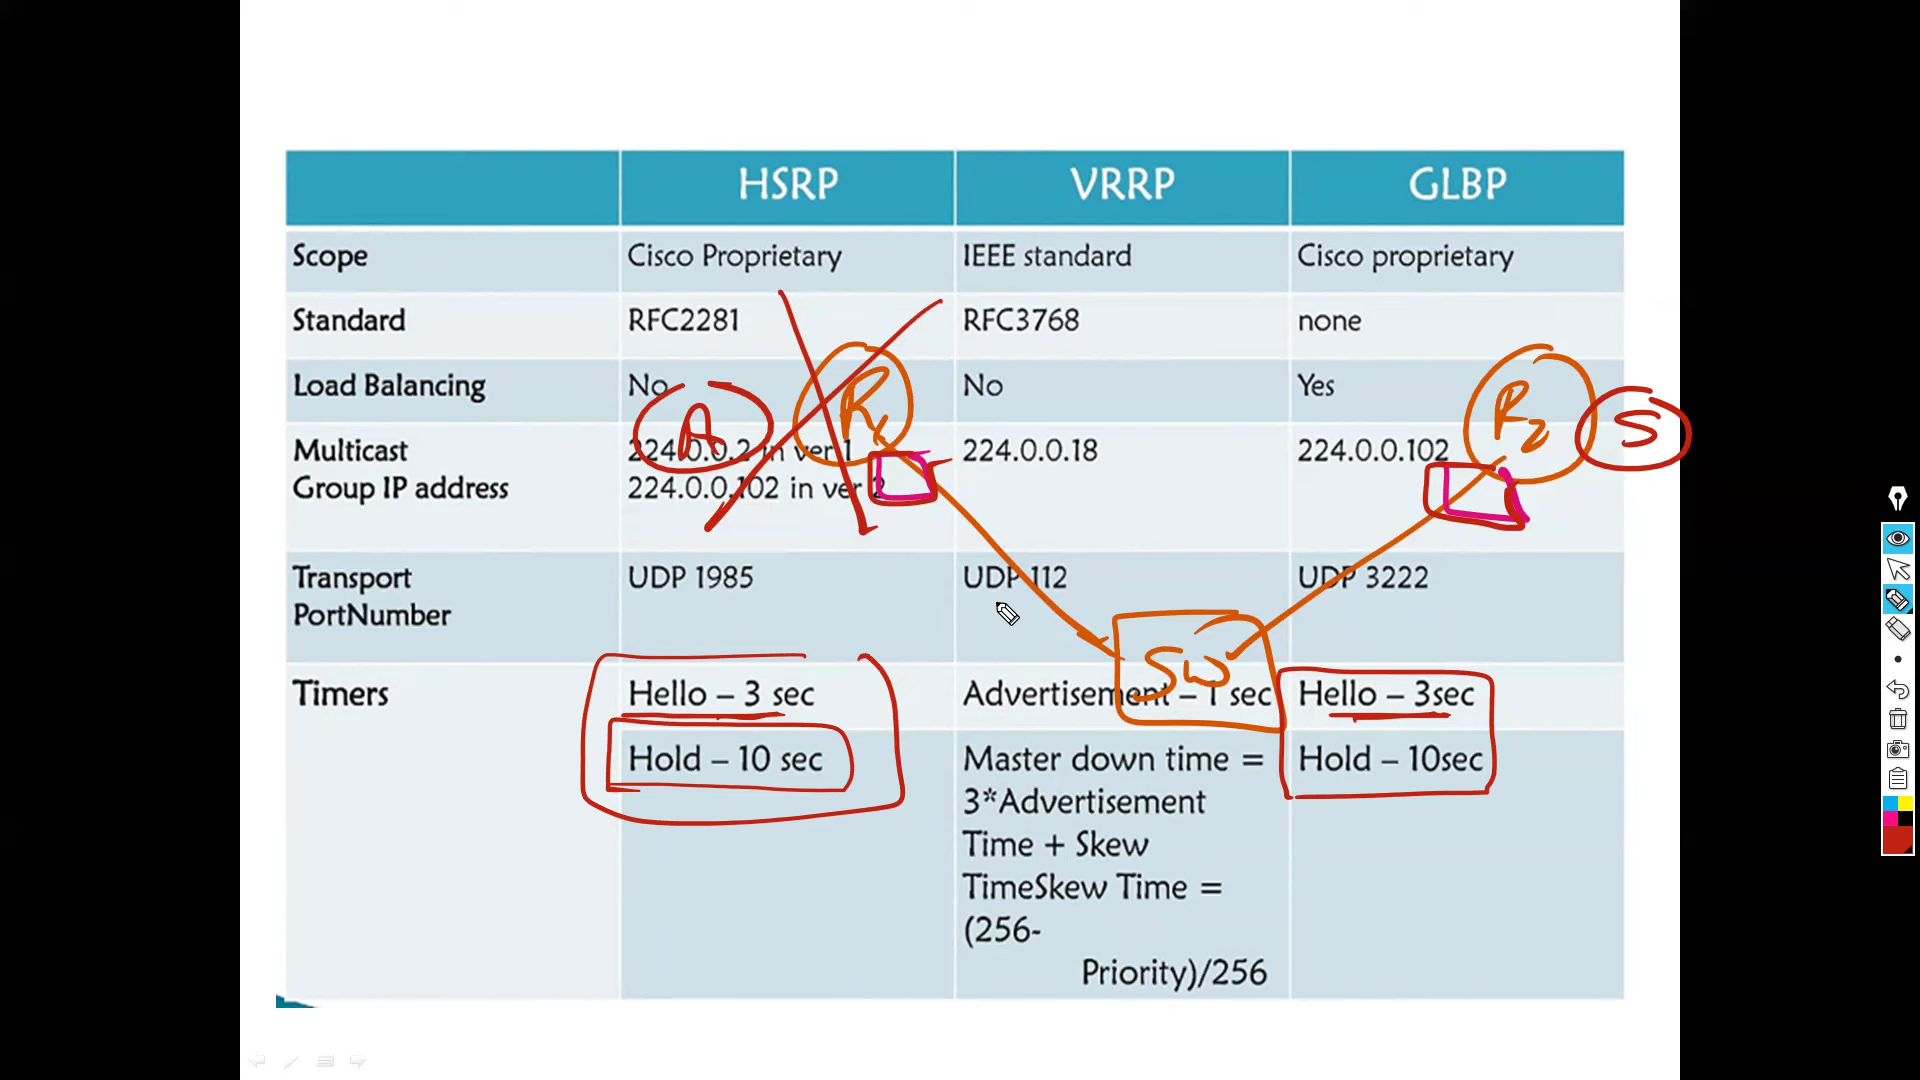 HSRP VRRP GLBP
Scope Cisco Proprietary IEEE standard Cisco proprietary
Standard RFC2281 RFC3768 none
Load Balancing No No Yes
Multicast 224.0.0.2 in ver 1 224.0.0.18 224.0.0.102
Group IP address 224.0.0.102 in ver 2
Transport UDP 1985 UDP 112 UDP 3222
PortNumber
Timers Hello – 3 sec Advertisement – 1 sec Hello – 3sec
Hold – 10 sec Master down time = Hold – 10sec
3*Advertisement
Time + Skew
TimeSkew Time =
(256-
Priority)/256
A
R1
R2
S
SW